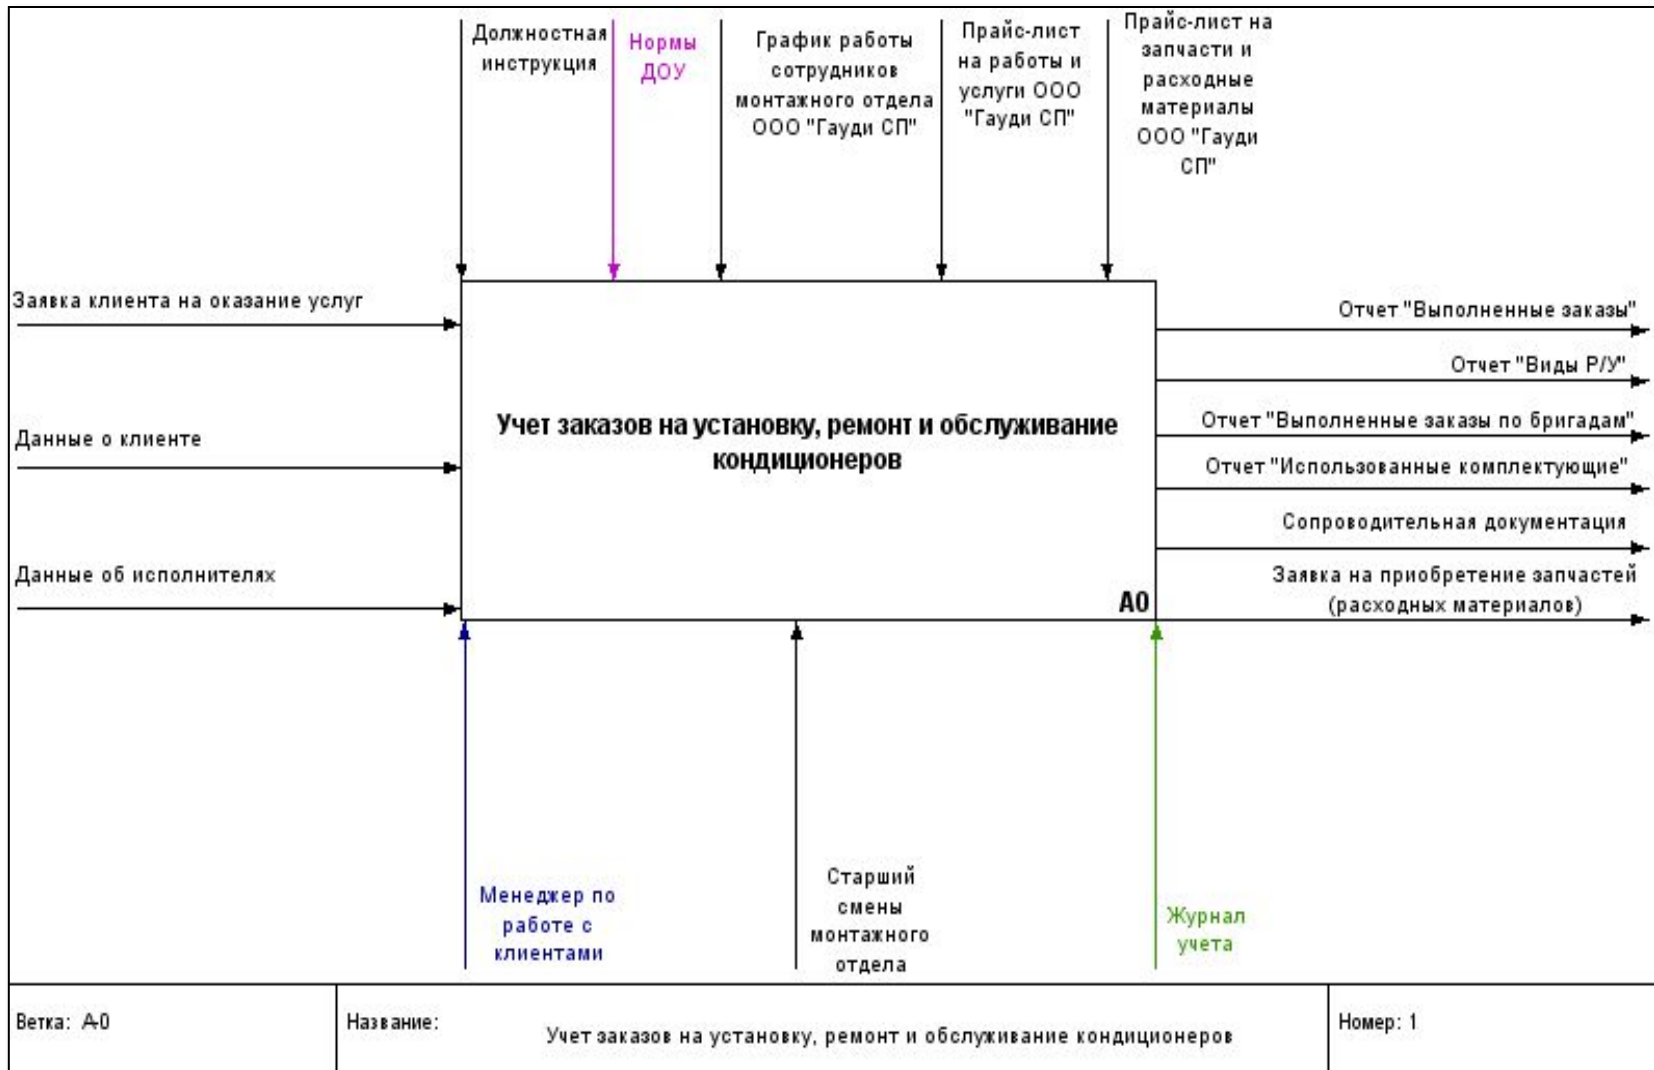 Должностная
инструкция
Нормы
ДОУ
График работы
сотрудников
монтажного отдела
ООО "Гауди СП"
Прайс-лист
на работы и
услуги ООО
"Гауди СП"
Прайс-лист на
запчасти и
расходные
материалы
ООО "Гауди
СП"
Заявка клиента на оказание услуг
Данные о клиенте
Данные об исполнителях
Учет заказов на установку, ремонт и обслуживание
кондиционеров
A0
Отчет "Выполненные заказы"
Отчет "Виды Р/У"
Отчет "Выполненные заказы по бригадам"
Отчет "Использованные комплектующие"
Сопроводительная документация
Заявка на приобретение запчастей
(расходных материалов)
Менеджер по
работе с
клиентами
Старший
смены
монтажного
отдела
Журнал
учета
Ветка: A-0
Название:
Учет заказов на установку, ремонт и обслуживание кондиционеров
Номер: 1